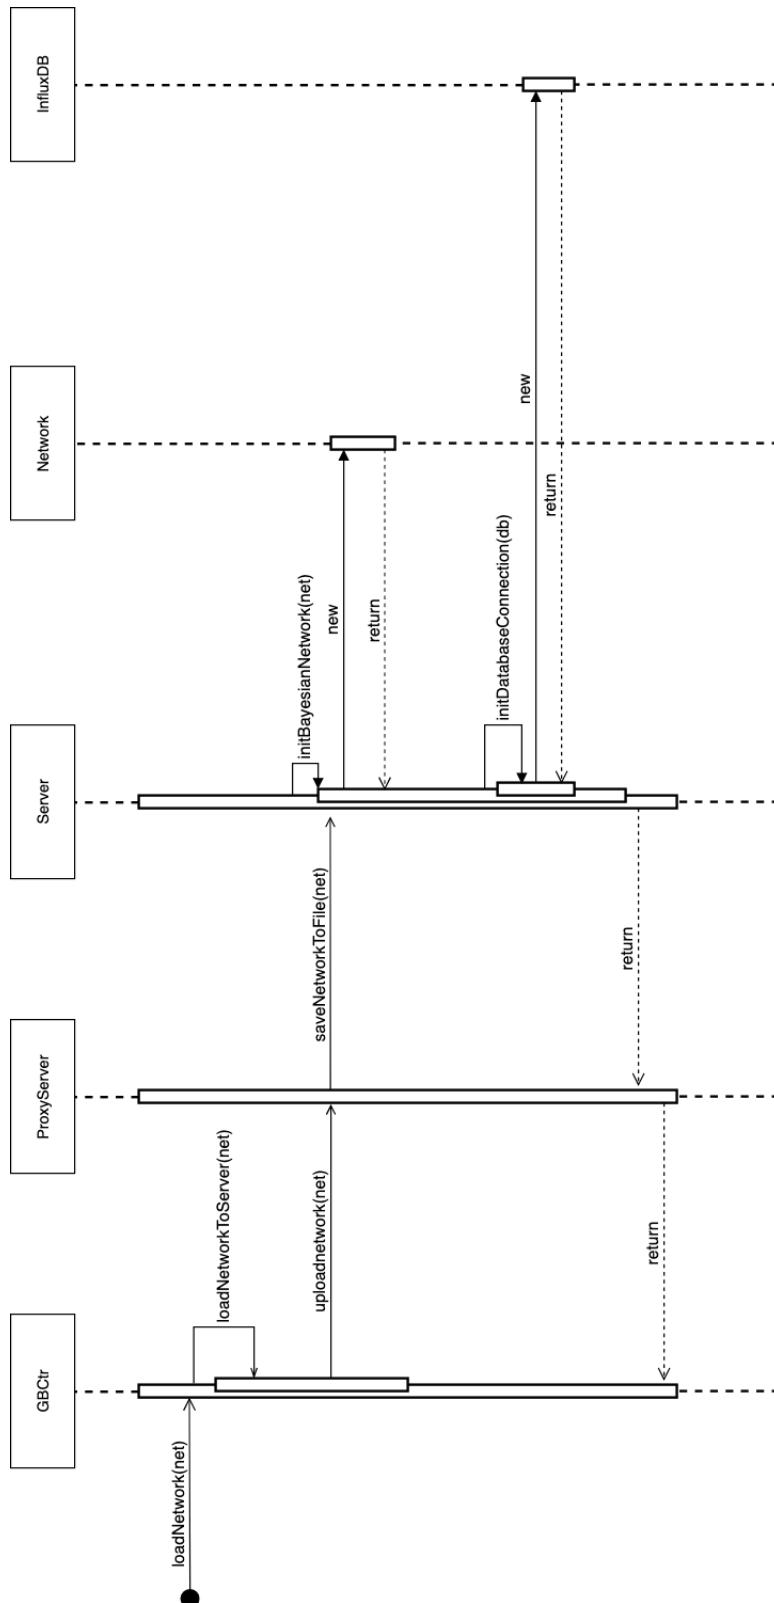 GBCtr
ProxyServer
Server
Network
InfluxDB
loadNetwork(net)
loadNetworkToServer(net)
uploadnetwork(net)
saveNetworkToFile(net)
initBayesianNetwork(net)
new
return
initDatabaseConnection(db)
new
return
return
return